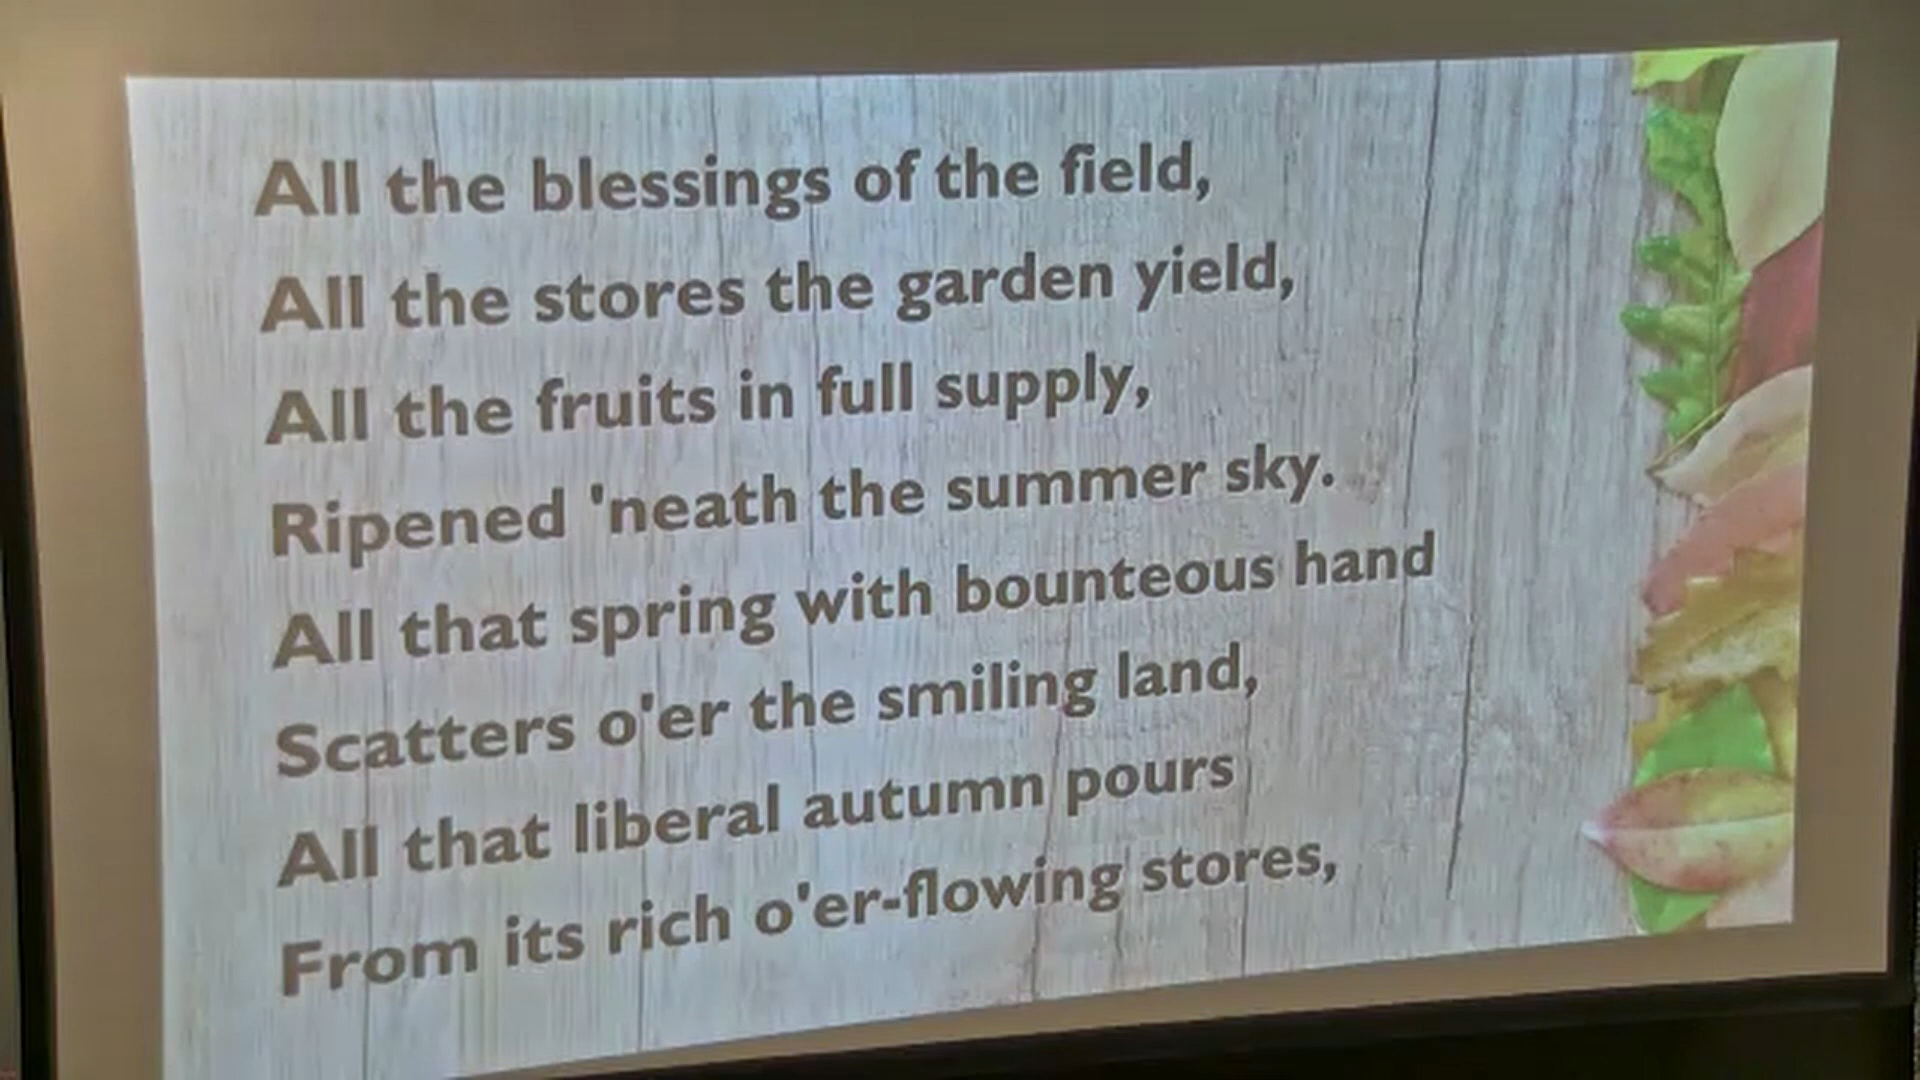 All the blessings of the field,
All the stores the garden yield,
All the fruits in full supply,
Ripened 'neath the summer sky.
All that spring with bounteous hand
Scatters o'er the smiling land,
All that liberal autumn pours
From its rich o'er-flowing stores,